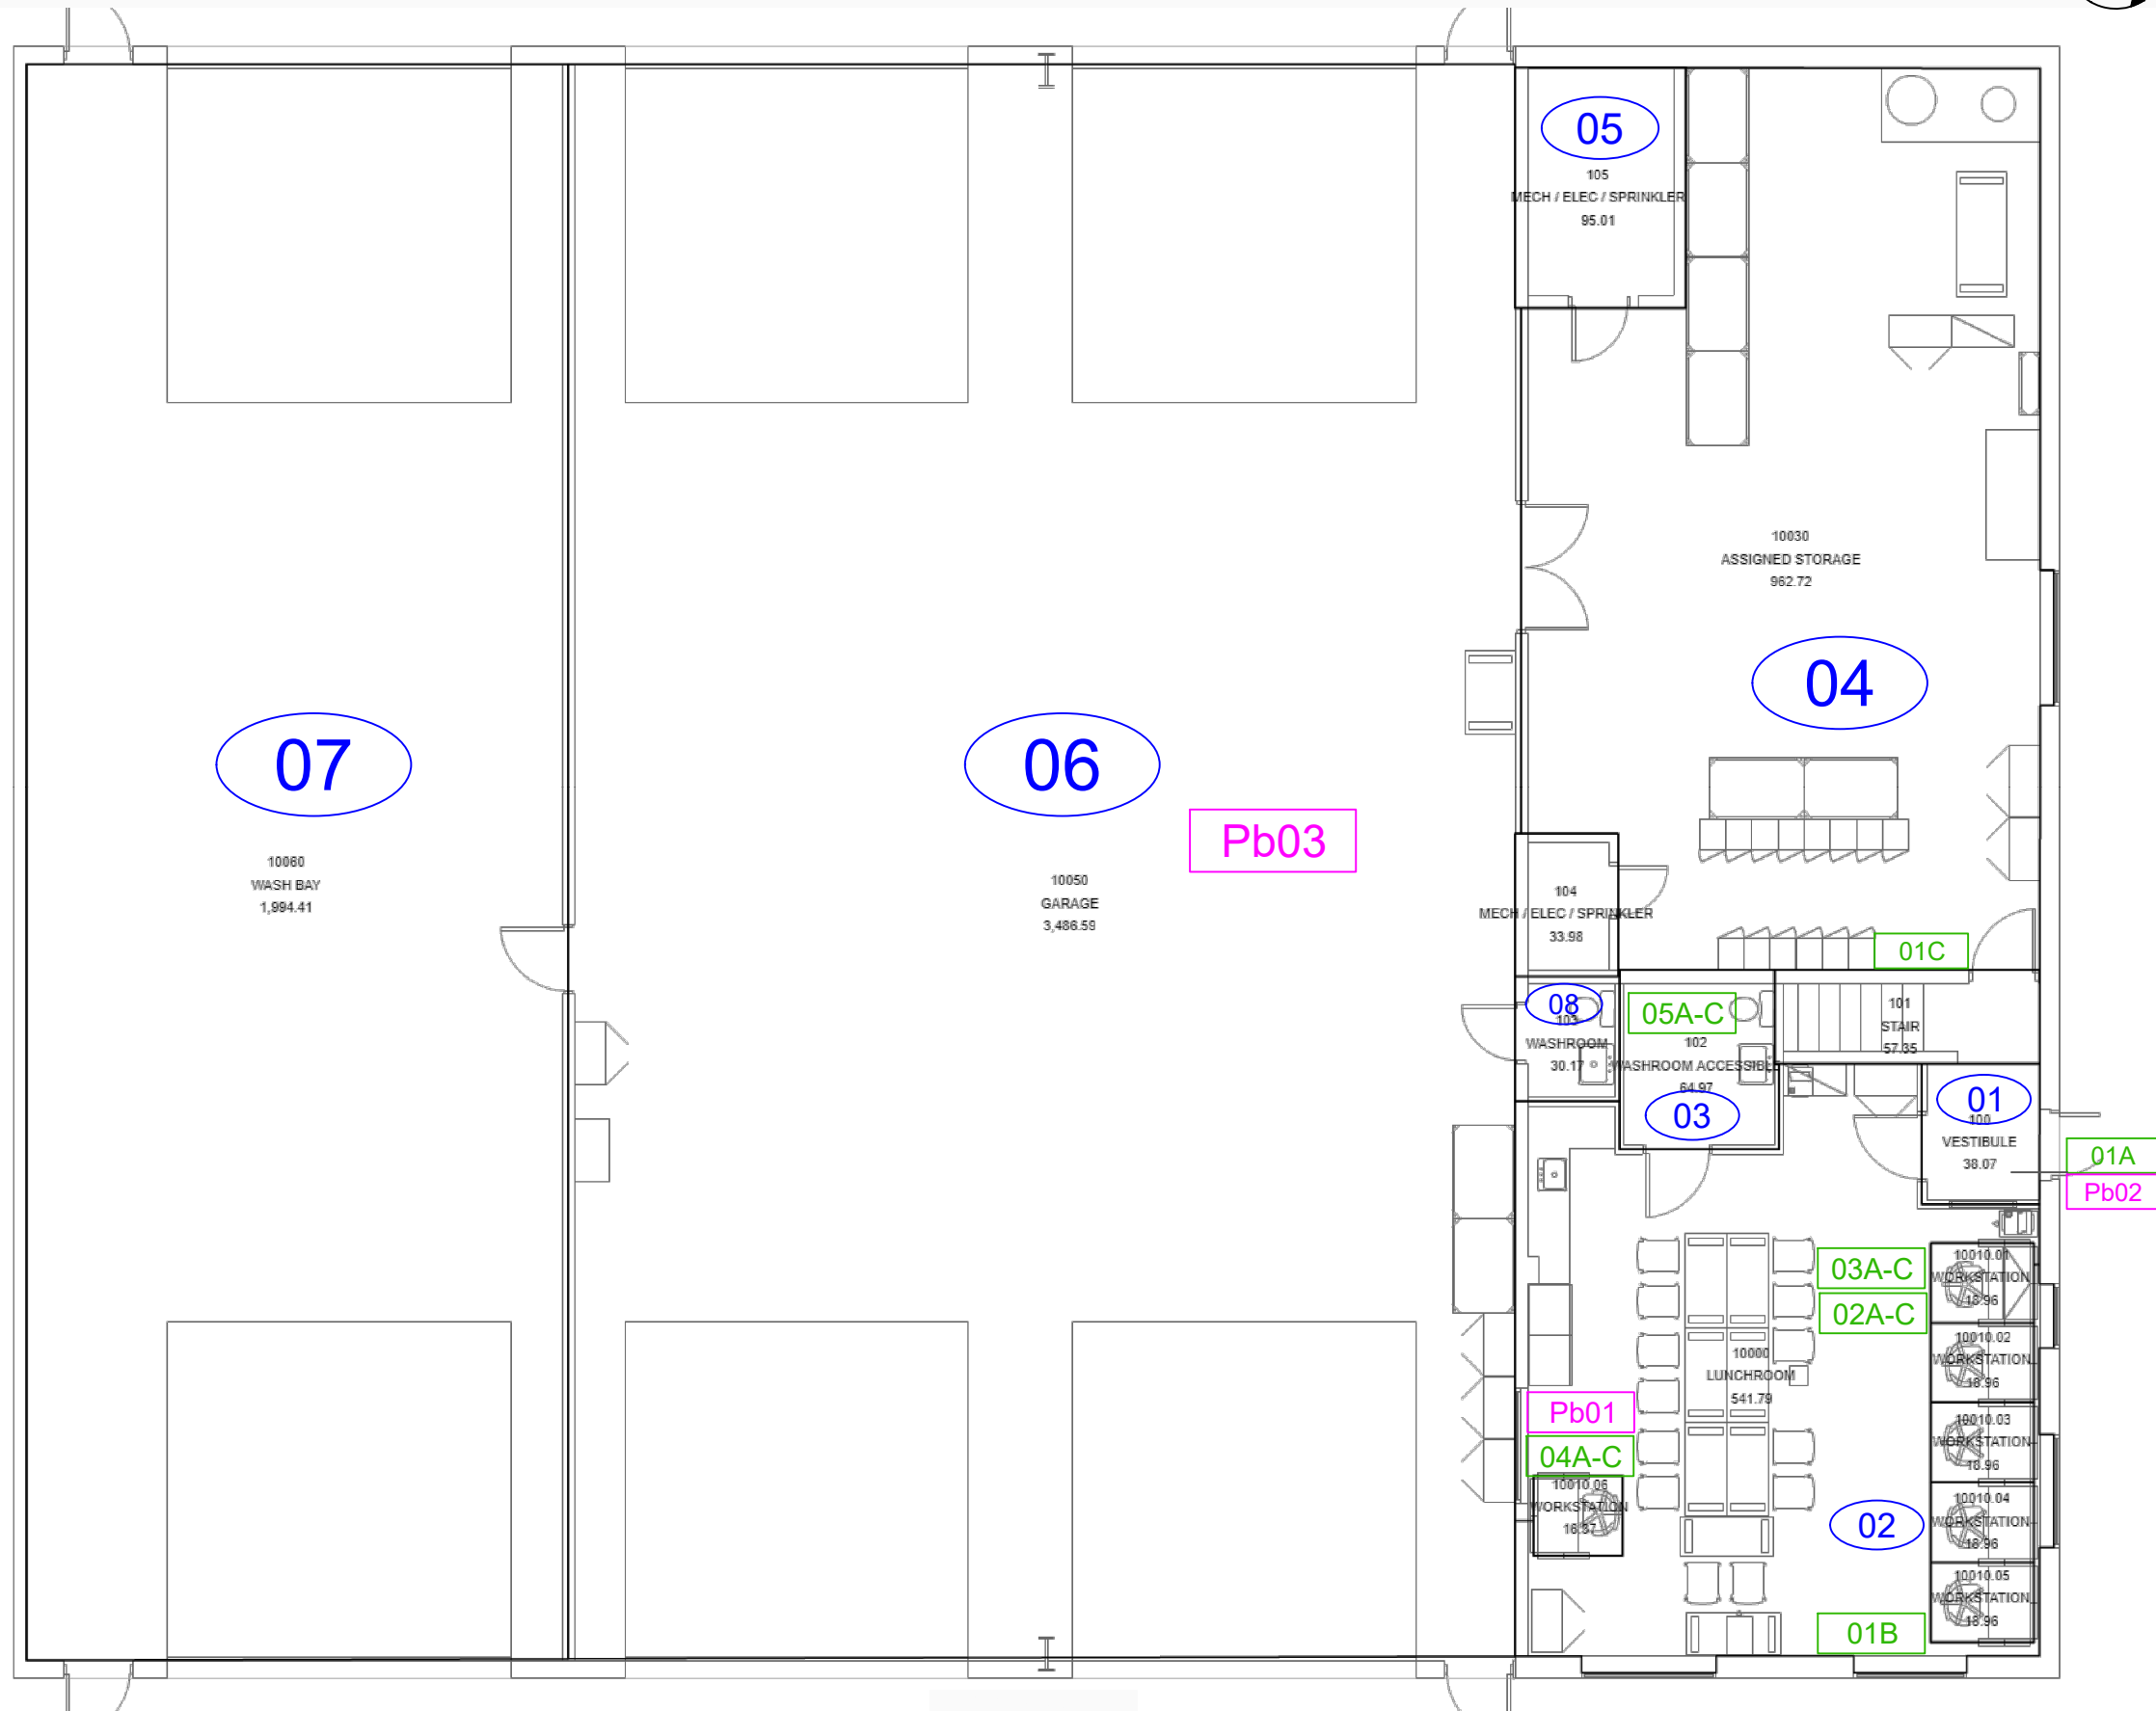 05
105
MECH / ELEC / SPRINKLER
95.01
10030
ASSIGNED STORAGE
962.72
04
07
06
Pb03
10060
WASH BAY
1,994.41
10050
GARAGE
3,486.59
104
MECH / ELEC / SPRINKLER
33.98
01C
08
103
WASHROOM
30.17
05A-C
102
WASHROOM ACCESSIBLE
64.97
03
101
STAIR
57.35
01
100
VESTIBULE
38.07
01A
Pb02
03A-C
02A-C
10010.01
WORKSTATION
18.96
10010.02
WORKSTATION
18.96
10000
LUNCHROOM
541.79
Pb01
04A-C
10010.03
WORKSTATION
18.96
10010.06
WORKSTATION
16.37
10010.04
WORKSTATION
18.96
02
10010.05
WORKSTATION
18.96
01B